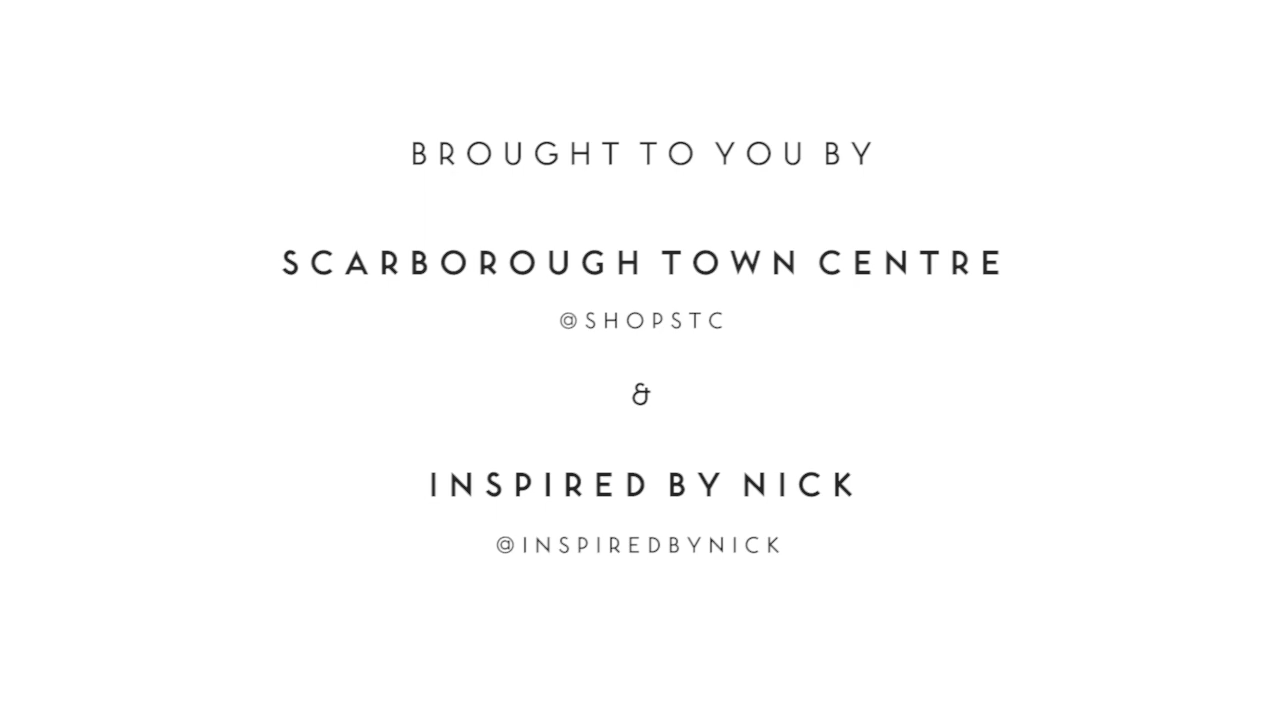 BROUGHT TO YOU BY
SCARBOROUGH TOWN CENTRE
@SHOPSTC
&
INSPIRED BY NICK
@INSPIREDBYNICK